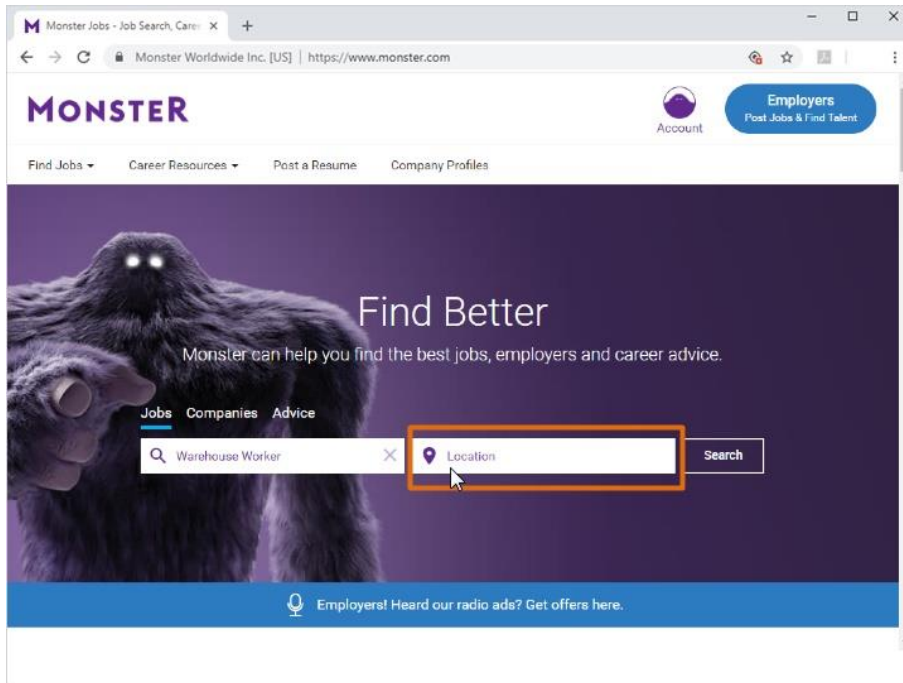 Monster Jobs - Job Search, Care
Monster Worldwide Inc. [US] | https://www.monster.com
MONSTER
Account
Employers
Post Jobs & Find Talent
Find Jobs
Career Resources
Post a Resume
Company Profiles
Find Better
Monster can help you find the best jobs, employers and career advice.
Jobs Companies Advice
Warehouse Worker
Location
Search
Employers! Heard our radio ads? Get offers here.